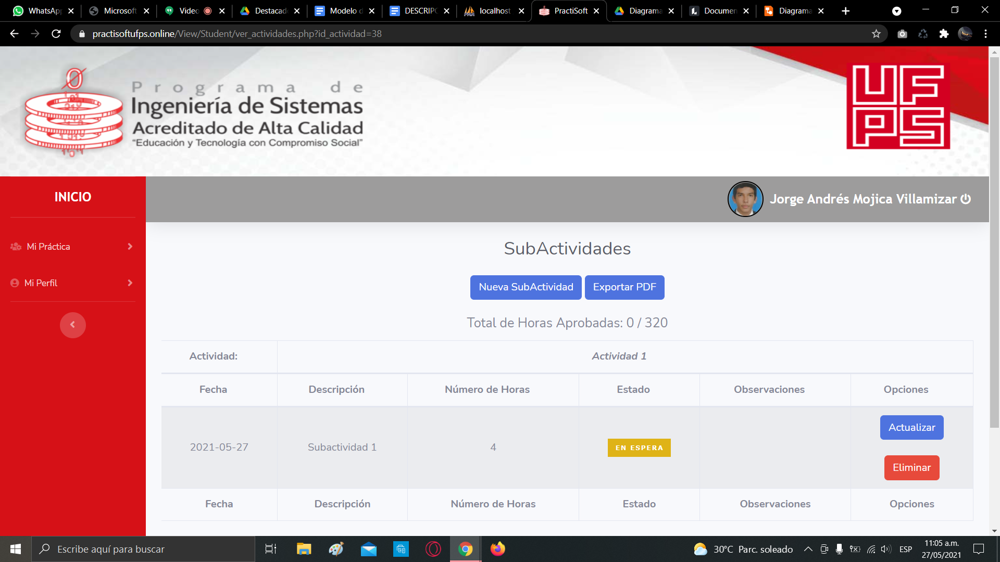 WhatsApp
Microsoft
Video
Destacad
Modelo d
DESCRIPC
localhost
PractiSoft
Diagrama
Documen
Diagrama
practisoftufps.online/View/Student/ver_actividades.php?id_actividad=38
Programa de
Ingeniería de Sistemas
Acreditado de Alta Calidad
“Educación y Tecnología con Compromiso Social”
UFPS
INICIO
Jorge Andrés Mojica Villamizar
Mi Práctica
Mi Perfil
SubActividades
Nueva SubActividad
Exportar PDF
Total de Horas Aprobadas: 0 / 320
Actividad: Actividad 1
Fecha Descripción Número de Horas Estado Observaciones Opciones
2021-05-27 Subactividad 1 4 EN ESPERA Actualizar
Eliminar
Fecha Descripción Número de Horas Estado Observaciones Opciones
Escribe aquí para buscar
30°C Parc. soleado
ESP
11:05 a.m.
27/05/2021